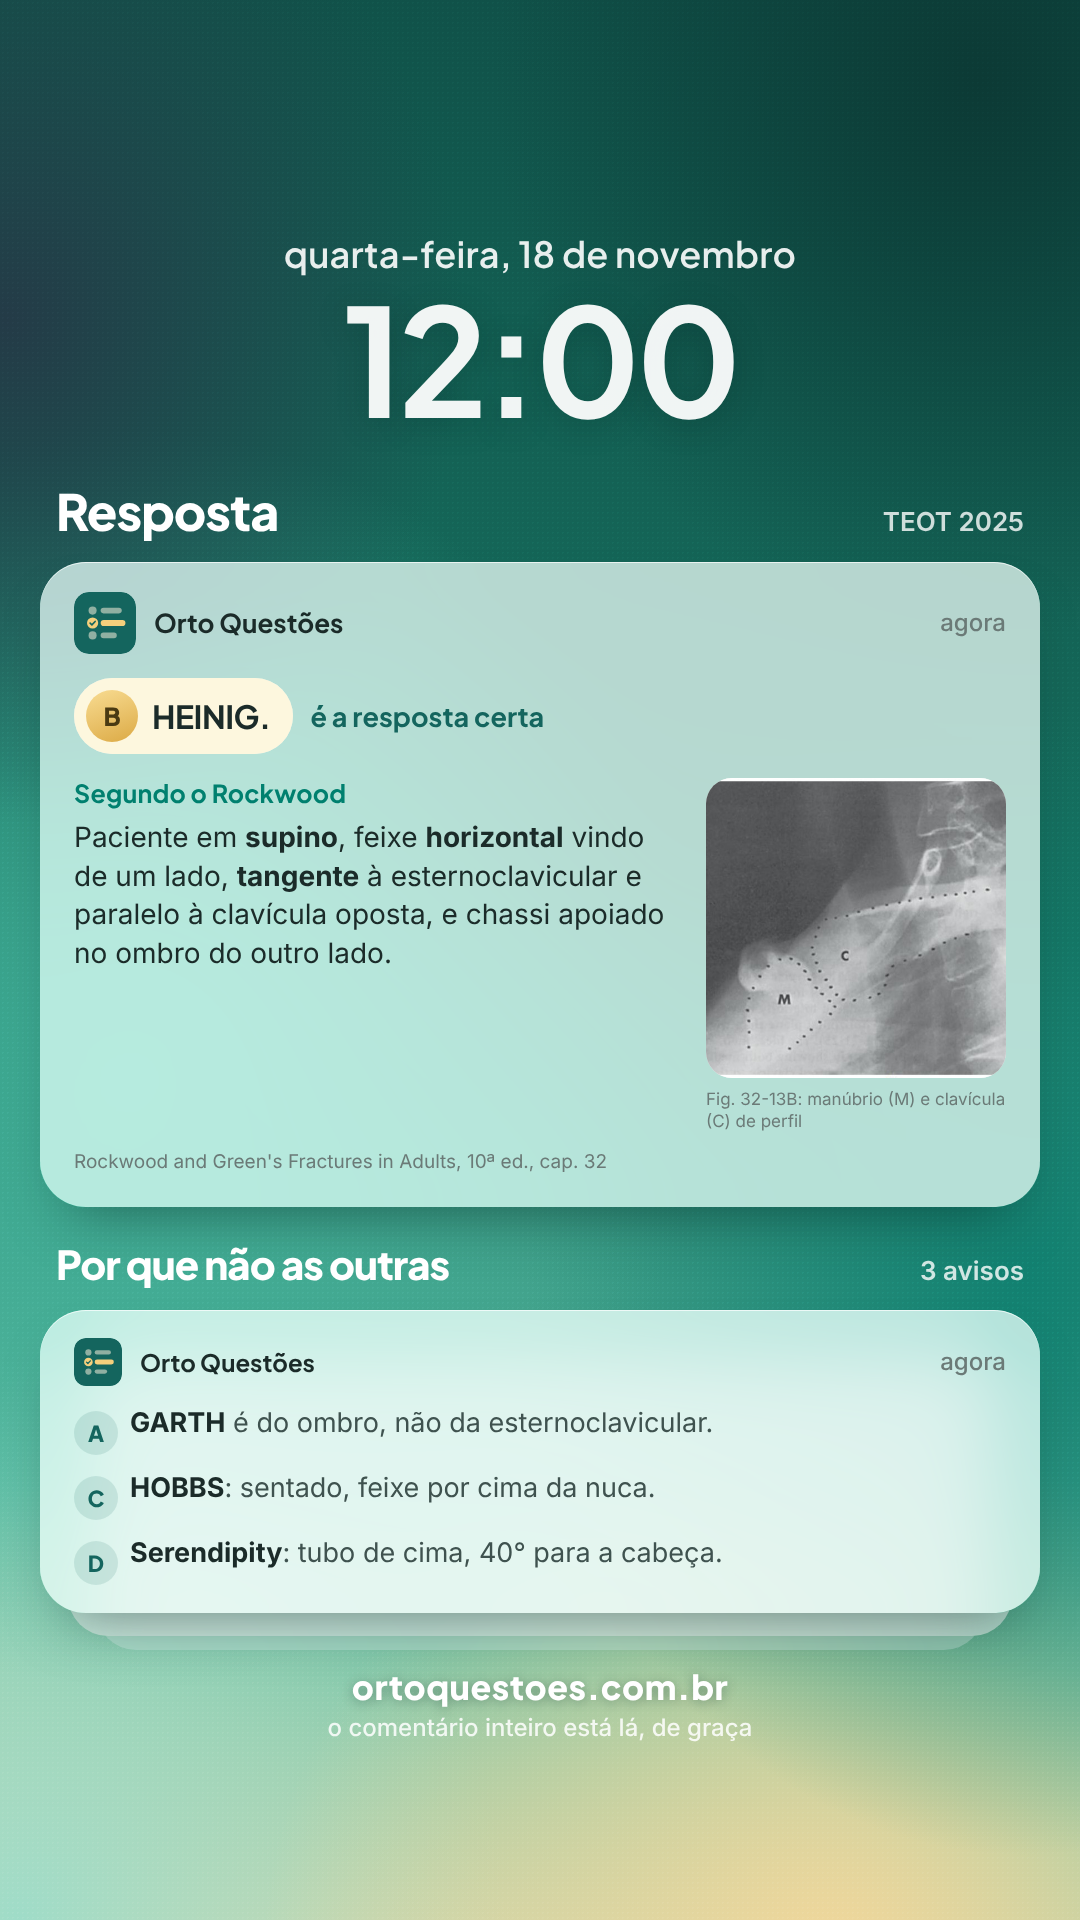 quarta-feira, 18 de novembro
12:00
Resposta
TEOT 2025
Orto Questões
agora
B HEINIG. é a resposta certa
Segundo o Rockwood
Paciente em supino, feixe horizontal vindo
de um lado, tangente à esternoclavicular e
paralelo à clavícula oposta, e chassi apoiado
no ombro do outro lado.
C
M
Fig. 32-13B: manúbrio (M) e clavícula
(C) de perfil
Rockwood and Green's Fractures in Adults, 10ª ed., cap. 32
Por que não as outras
3 avisos
Orto Questões
agora
A GARTH é do ombro, não da esternoclavicular.
C HOBBS: sentado, feixe por cima da nuca.
D Serendipity: tubo de cima, 40° para a cabeça.
ortoquestoes.com.br
o comentário inteiro está lá, de graça